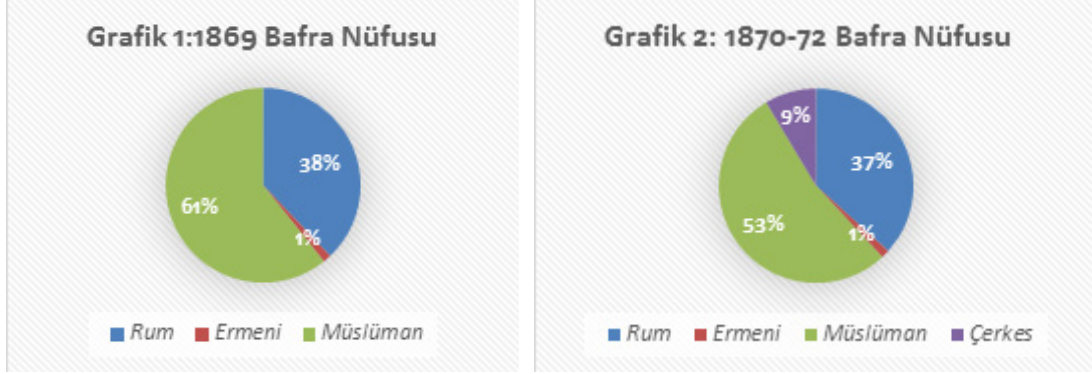 Grafik 1:1869 Bafra Nüfusu
38%
61%
1%
Rum Ermeni Müslüman
Grafik 2: 1870-72 Bafra Nüfusu
9%
37%
53%
1%
Rum Ermeni Müslüman Çerkes